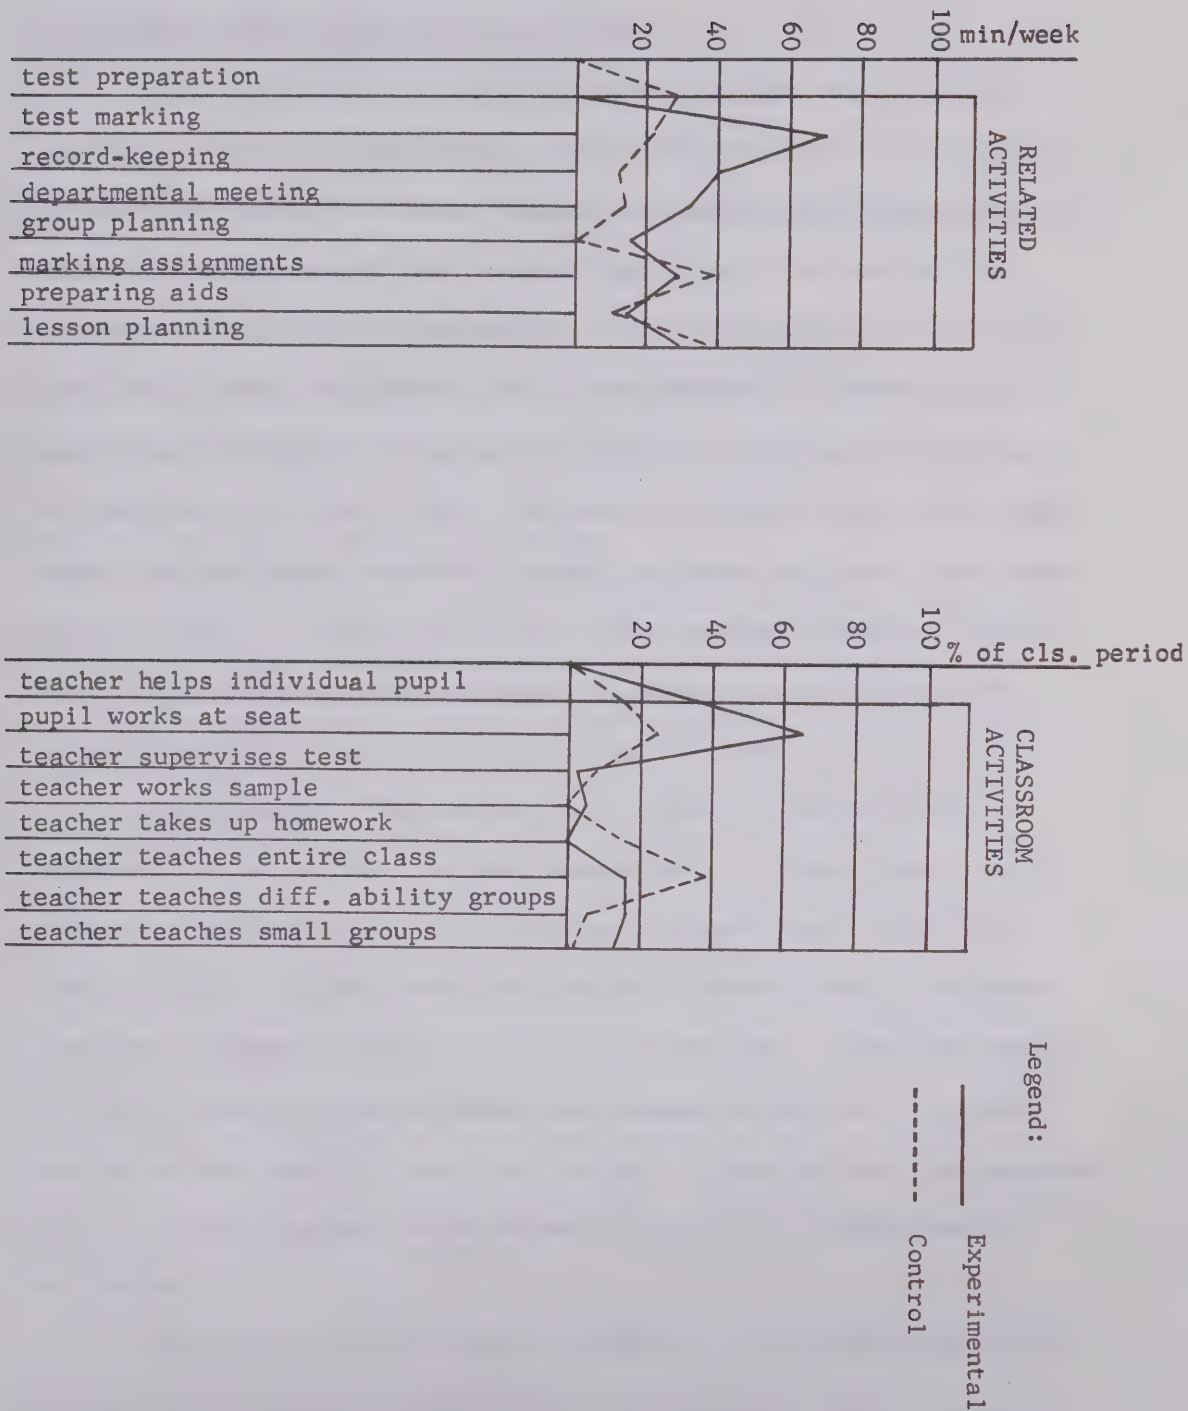 20
40
60
80
100
min/week
test preparation
test marking
record-keeping
departmental meeting
group planning
marking assignments
preparing aids
lesson planning
RELATED
ACTIVITIES
20
40
60
80
100
% of cls. period
teacher helps individual pupil
pupil works at seat
teacher supervises test
teacher works sample
teacher takes up homework
teacher teaches entire class
teacher teaches diff. ability groups
teacher teaches small groups
CLASSROOM
ACTIVITIES
Legend:
Experimental
Control